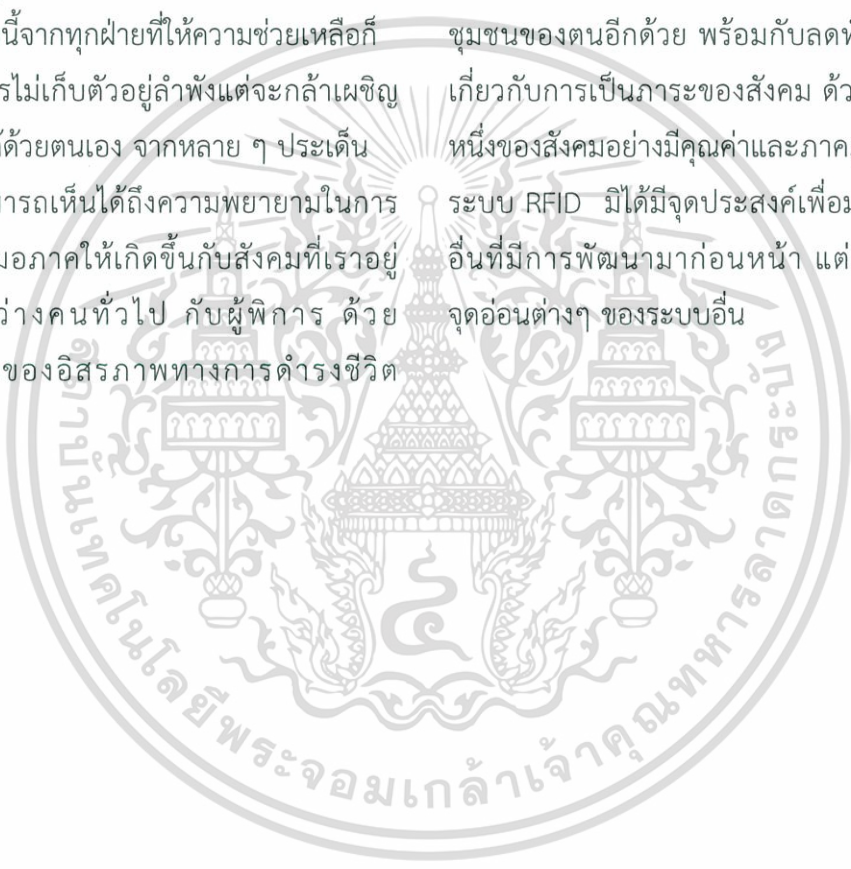 นี้จากทุกฝ่ายที่ให้ความช่วยเหลือก็
รไม่เก็บตัวอยู่ลำพังแต่จะกล้าเผชิญ
ด้วยตนเอง จากหลาย ๆ ประเด็น
ารถเห็นได้ถึงความพยายามในการ
มอภาคให้เกิดขึ้นกับสังคมที่เราอยู่
ว่างคนทั่วไป กับผู้พิการ ด้วย
ของอิสรภาพทางการดำรงชีวิต
ชุมชนของตนอีกด้วย พร้อมกับลดทั
เกี่ยวกับการเป็นภาระของสังคม ด้ว
หนึ่งของสังคมอย่างมีคุณค่าและภาค
ระบบ RFID มิได้มีจุดประสงค์เพื่อม
อื่นที่มีการพัฒนามาก่อนหน้า แต่
จุดอ่อนต่างๆ ของระบบอื่น
สถาบันเทคโนโลยีพระจอมเกล้าเจ้าคุณทหารลาดกระบัง
๔